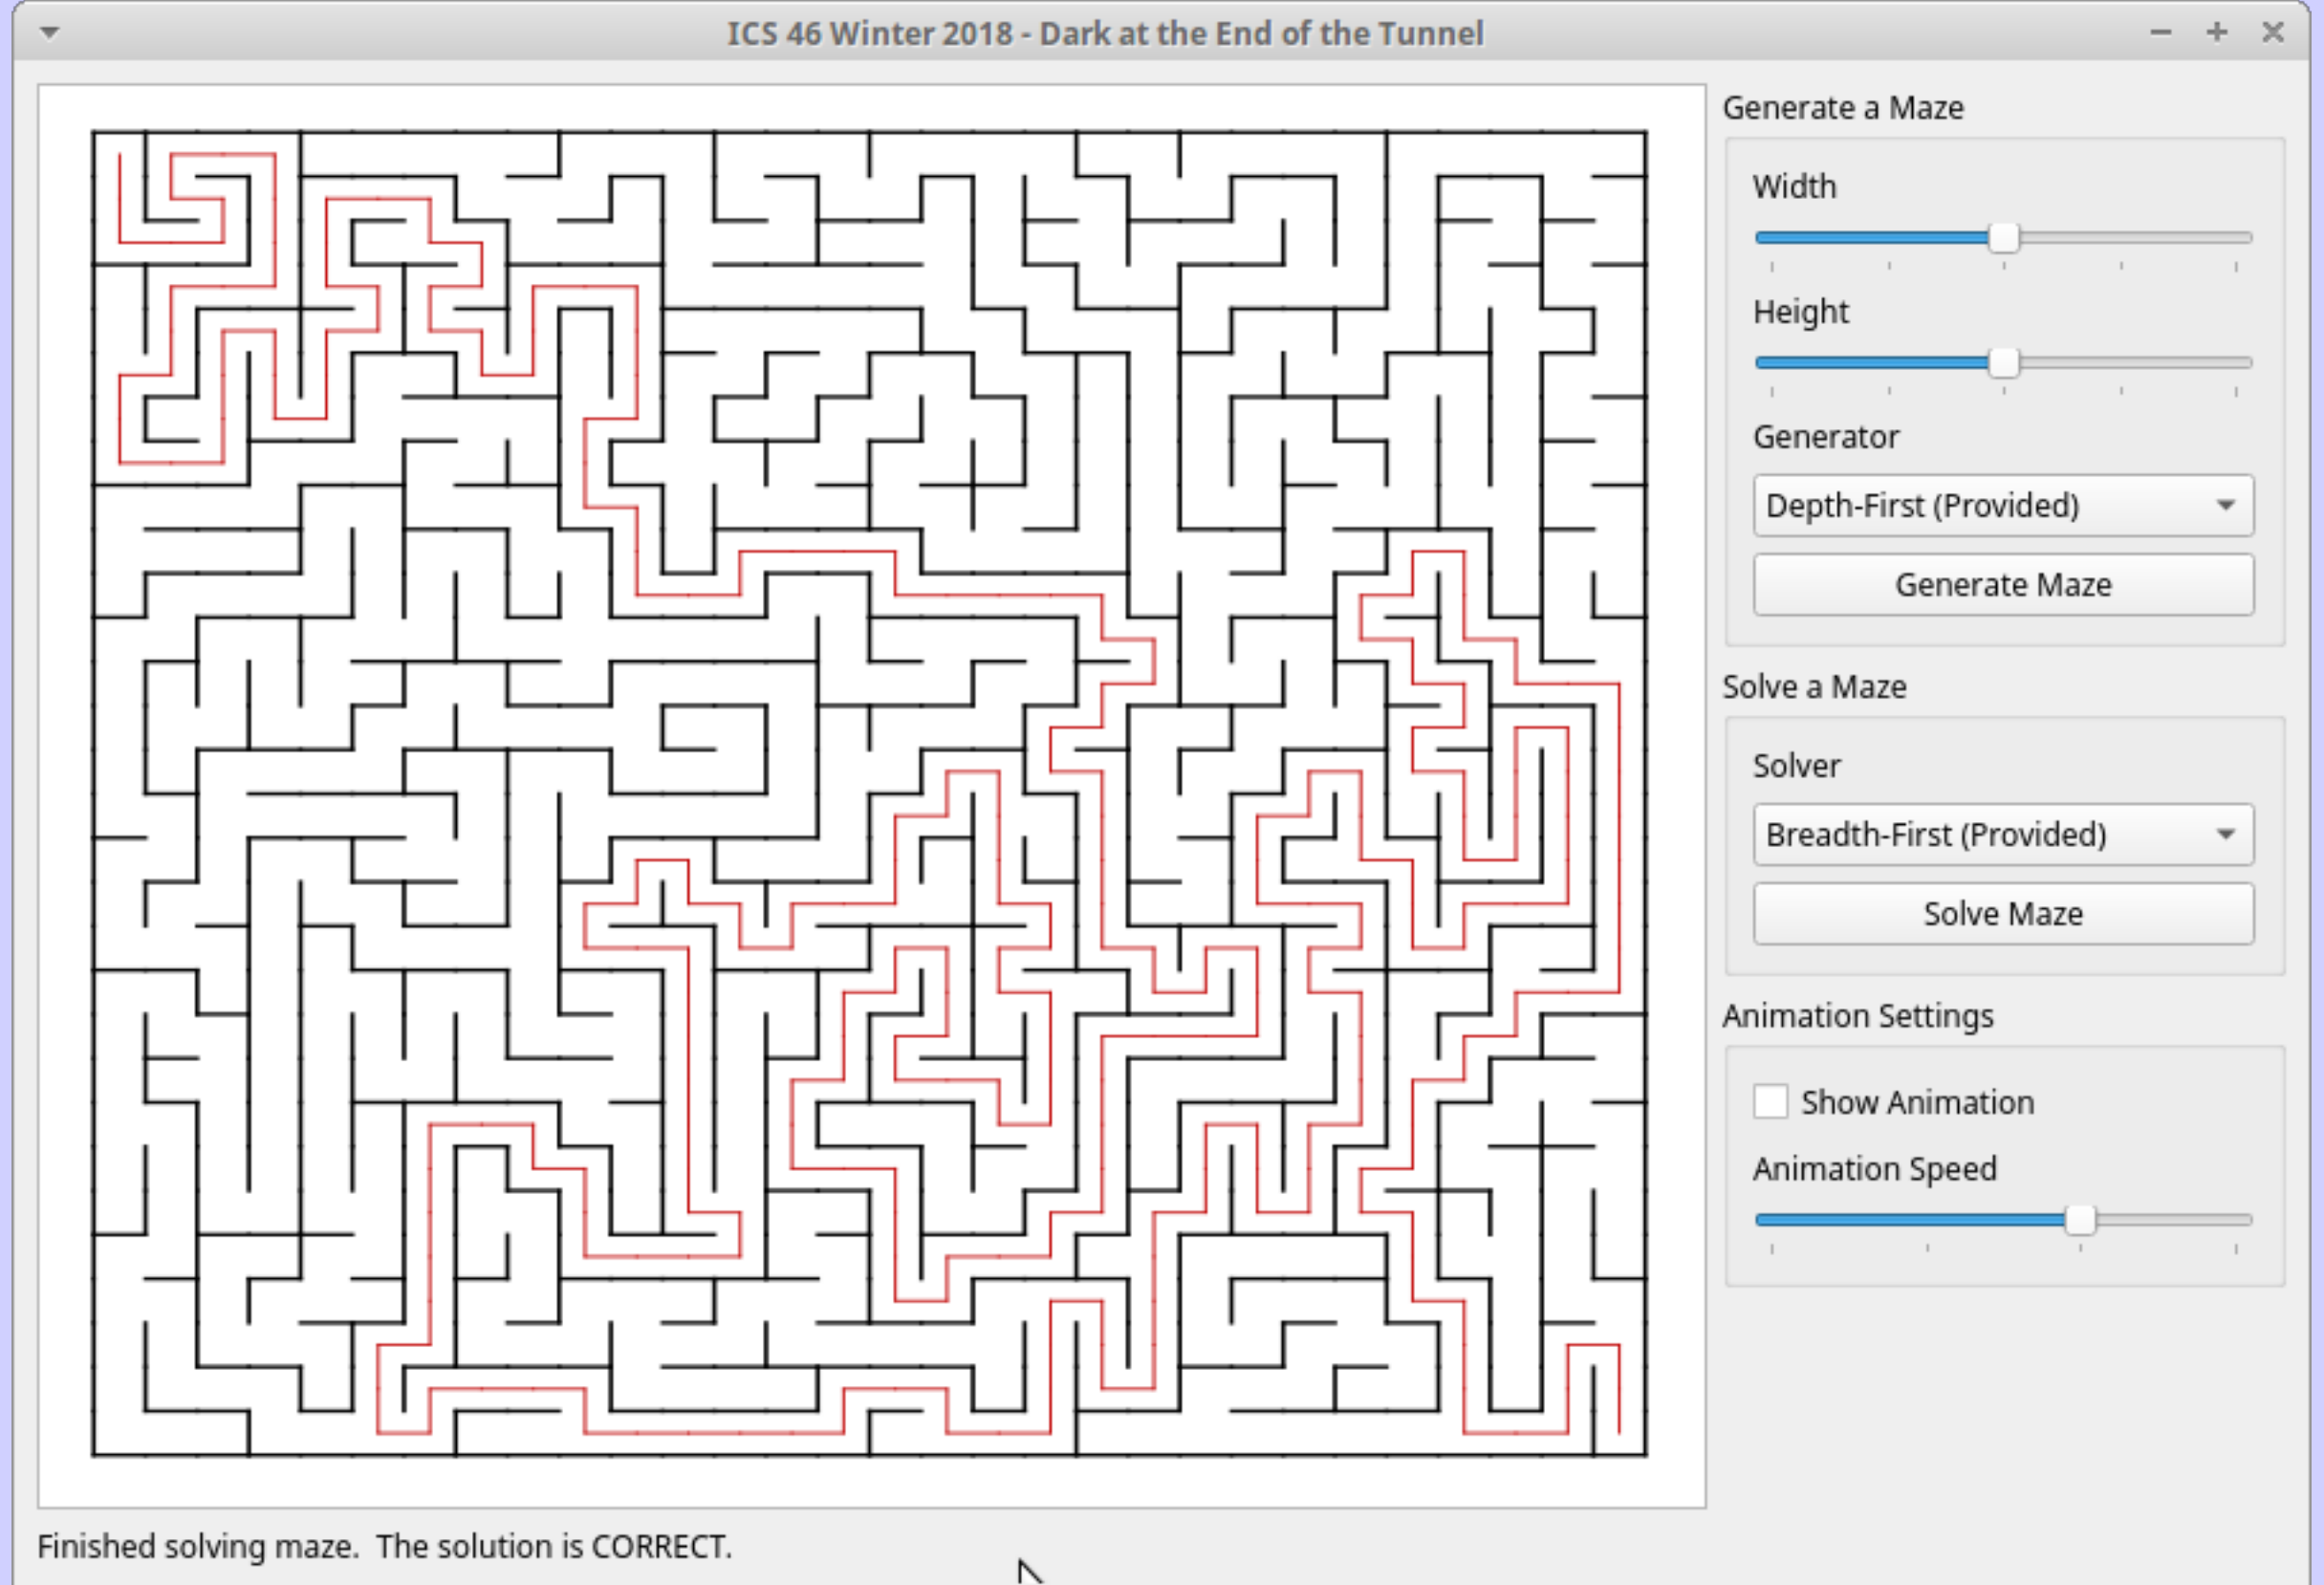 ICS 46 Winter 2018 - Dark at the End of the Tunnel
Generate a Maze
Width
Height
Generator
Depth-First (Provided)
Generate Maze
Solve a Maze
Solver
Breadth-First (Provided)
Solve Maze
Animation Settings
Show Animation
Animation Speed
Finished solving maze.  The solution is CORRECT.